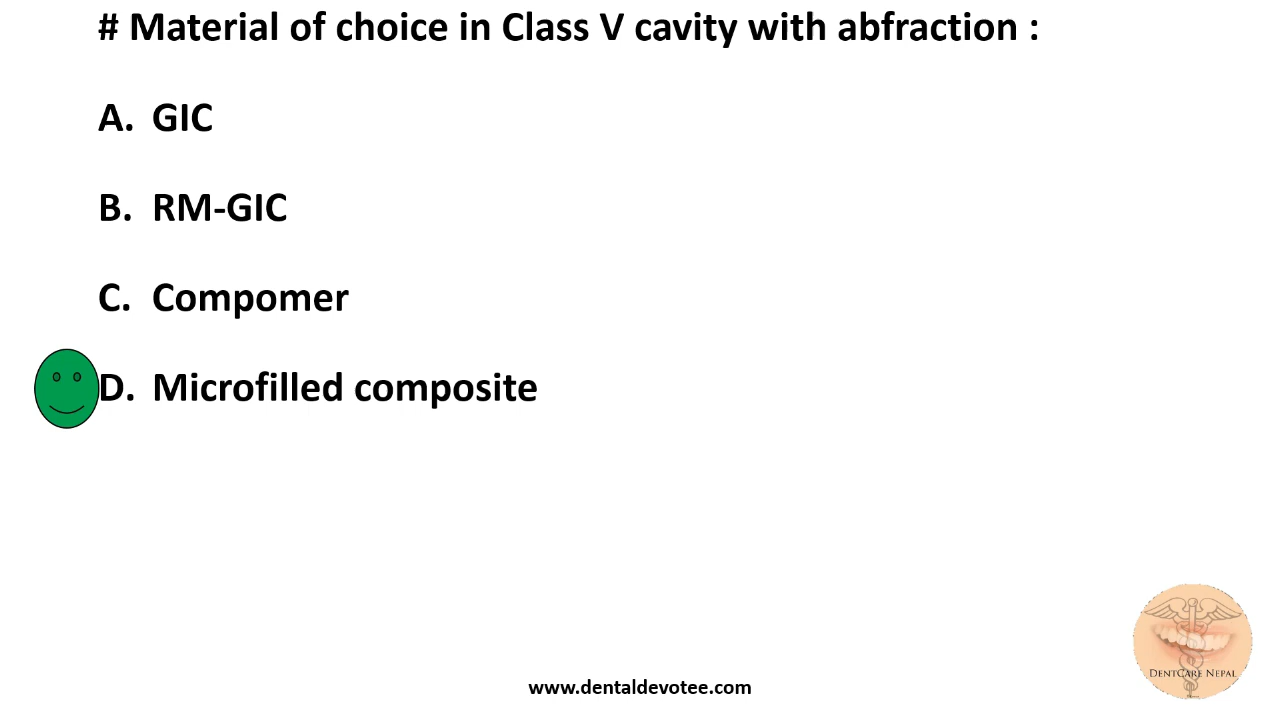 # Material of choice in Class V cavity with abfraction :
A. GIC
B. RM-GIC
C. Compomer
D. Microfilled composite
DENTCARE NEPAL
www.dentaldevotee.com